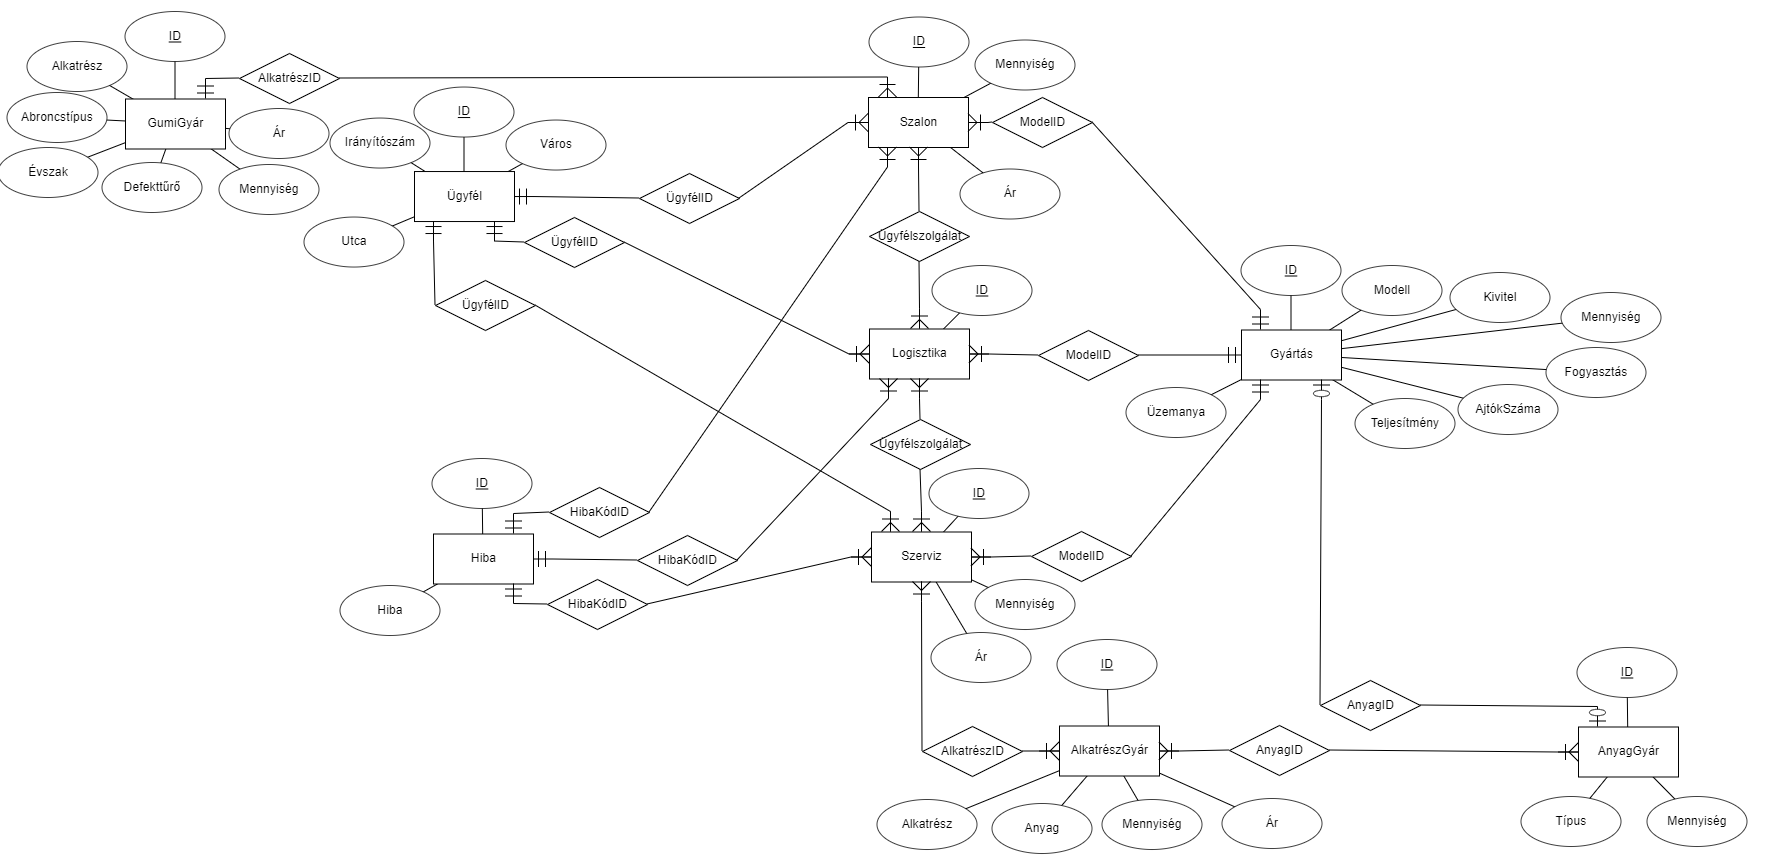 ID
ID
Mennyiség
Alkatrész
AlkatrészID
ID
Abroncstípus
GumiGyár
Ár
Irányítószám
Város
Szalon
ModellID
Évszak
Defekttűrő
Mennyiség
Ügyfél
ÜgyfélID
Ár
Utca
ÜgyfélID
Ügyfélszolgálat
ÜgyfélID
ID
ID
Modell
Kivitel
Mennyiség
Logisztika
ModellID
Gyártás
Fogyasztás
Üzemanya
Teljesítmény
AjtókSzáma
Ügyfélszolgálat
ID
ID
HibaKódID
Hiba
HibaKódID
Szerviz
ModellID
Hiba
HibaKódID
Mennyiség
Ár
ID
ID
AnyagID
AlkatrészID
AlkatrészGyár
AnyagID
AnyagGyár
Alkatrész
Anyag
Mennyiség
Ár
Típus
Mennyiség